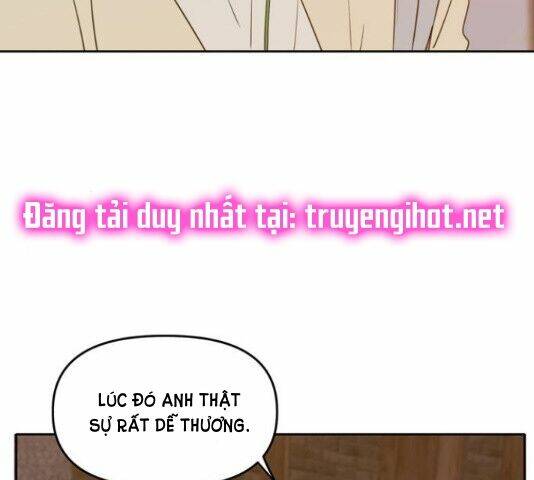 Đăng tải duy nhất tại: truyengihot.net
LÚC ĐÓ ANH THẬT
SỰ RẤT DỄ THƯƠNG.